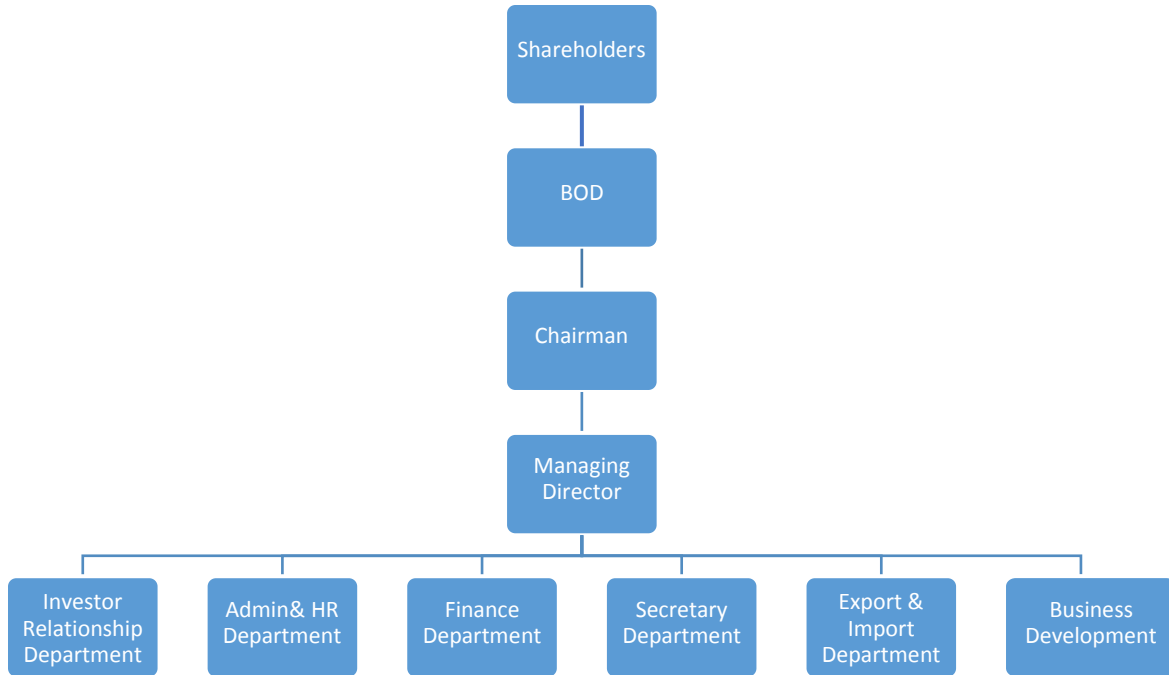 Shareholders
BOD
Chairman
Managing
Director
Investor
Relationship
Department
Admin& HR
Department
Finance
Department
Secretary
Department
Export &
Import
Department
Business
Development